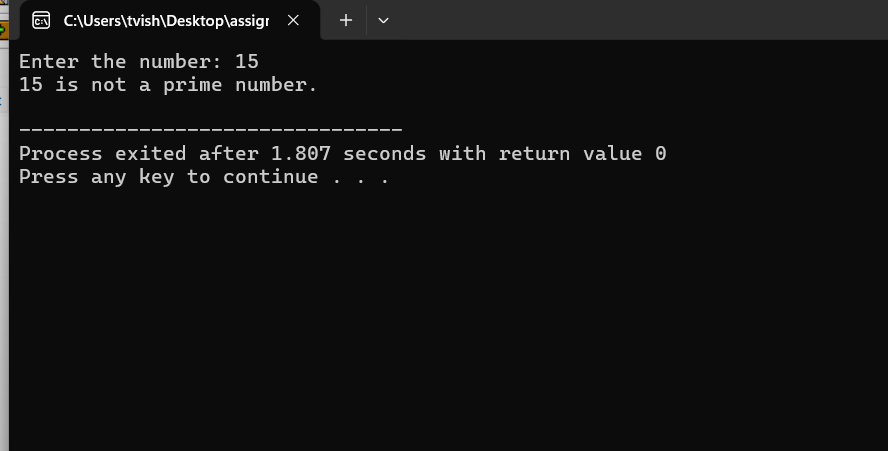 C:\Users\tvish\Desktop\assigr
Enter the number: 15
15 is not a prime number.
--------------------------------
Process exited after 1.807 seconds with return value 0
Press any key to continue . . .